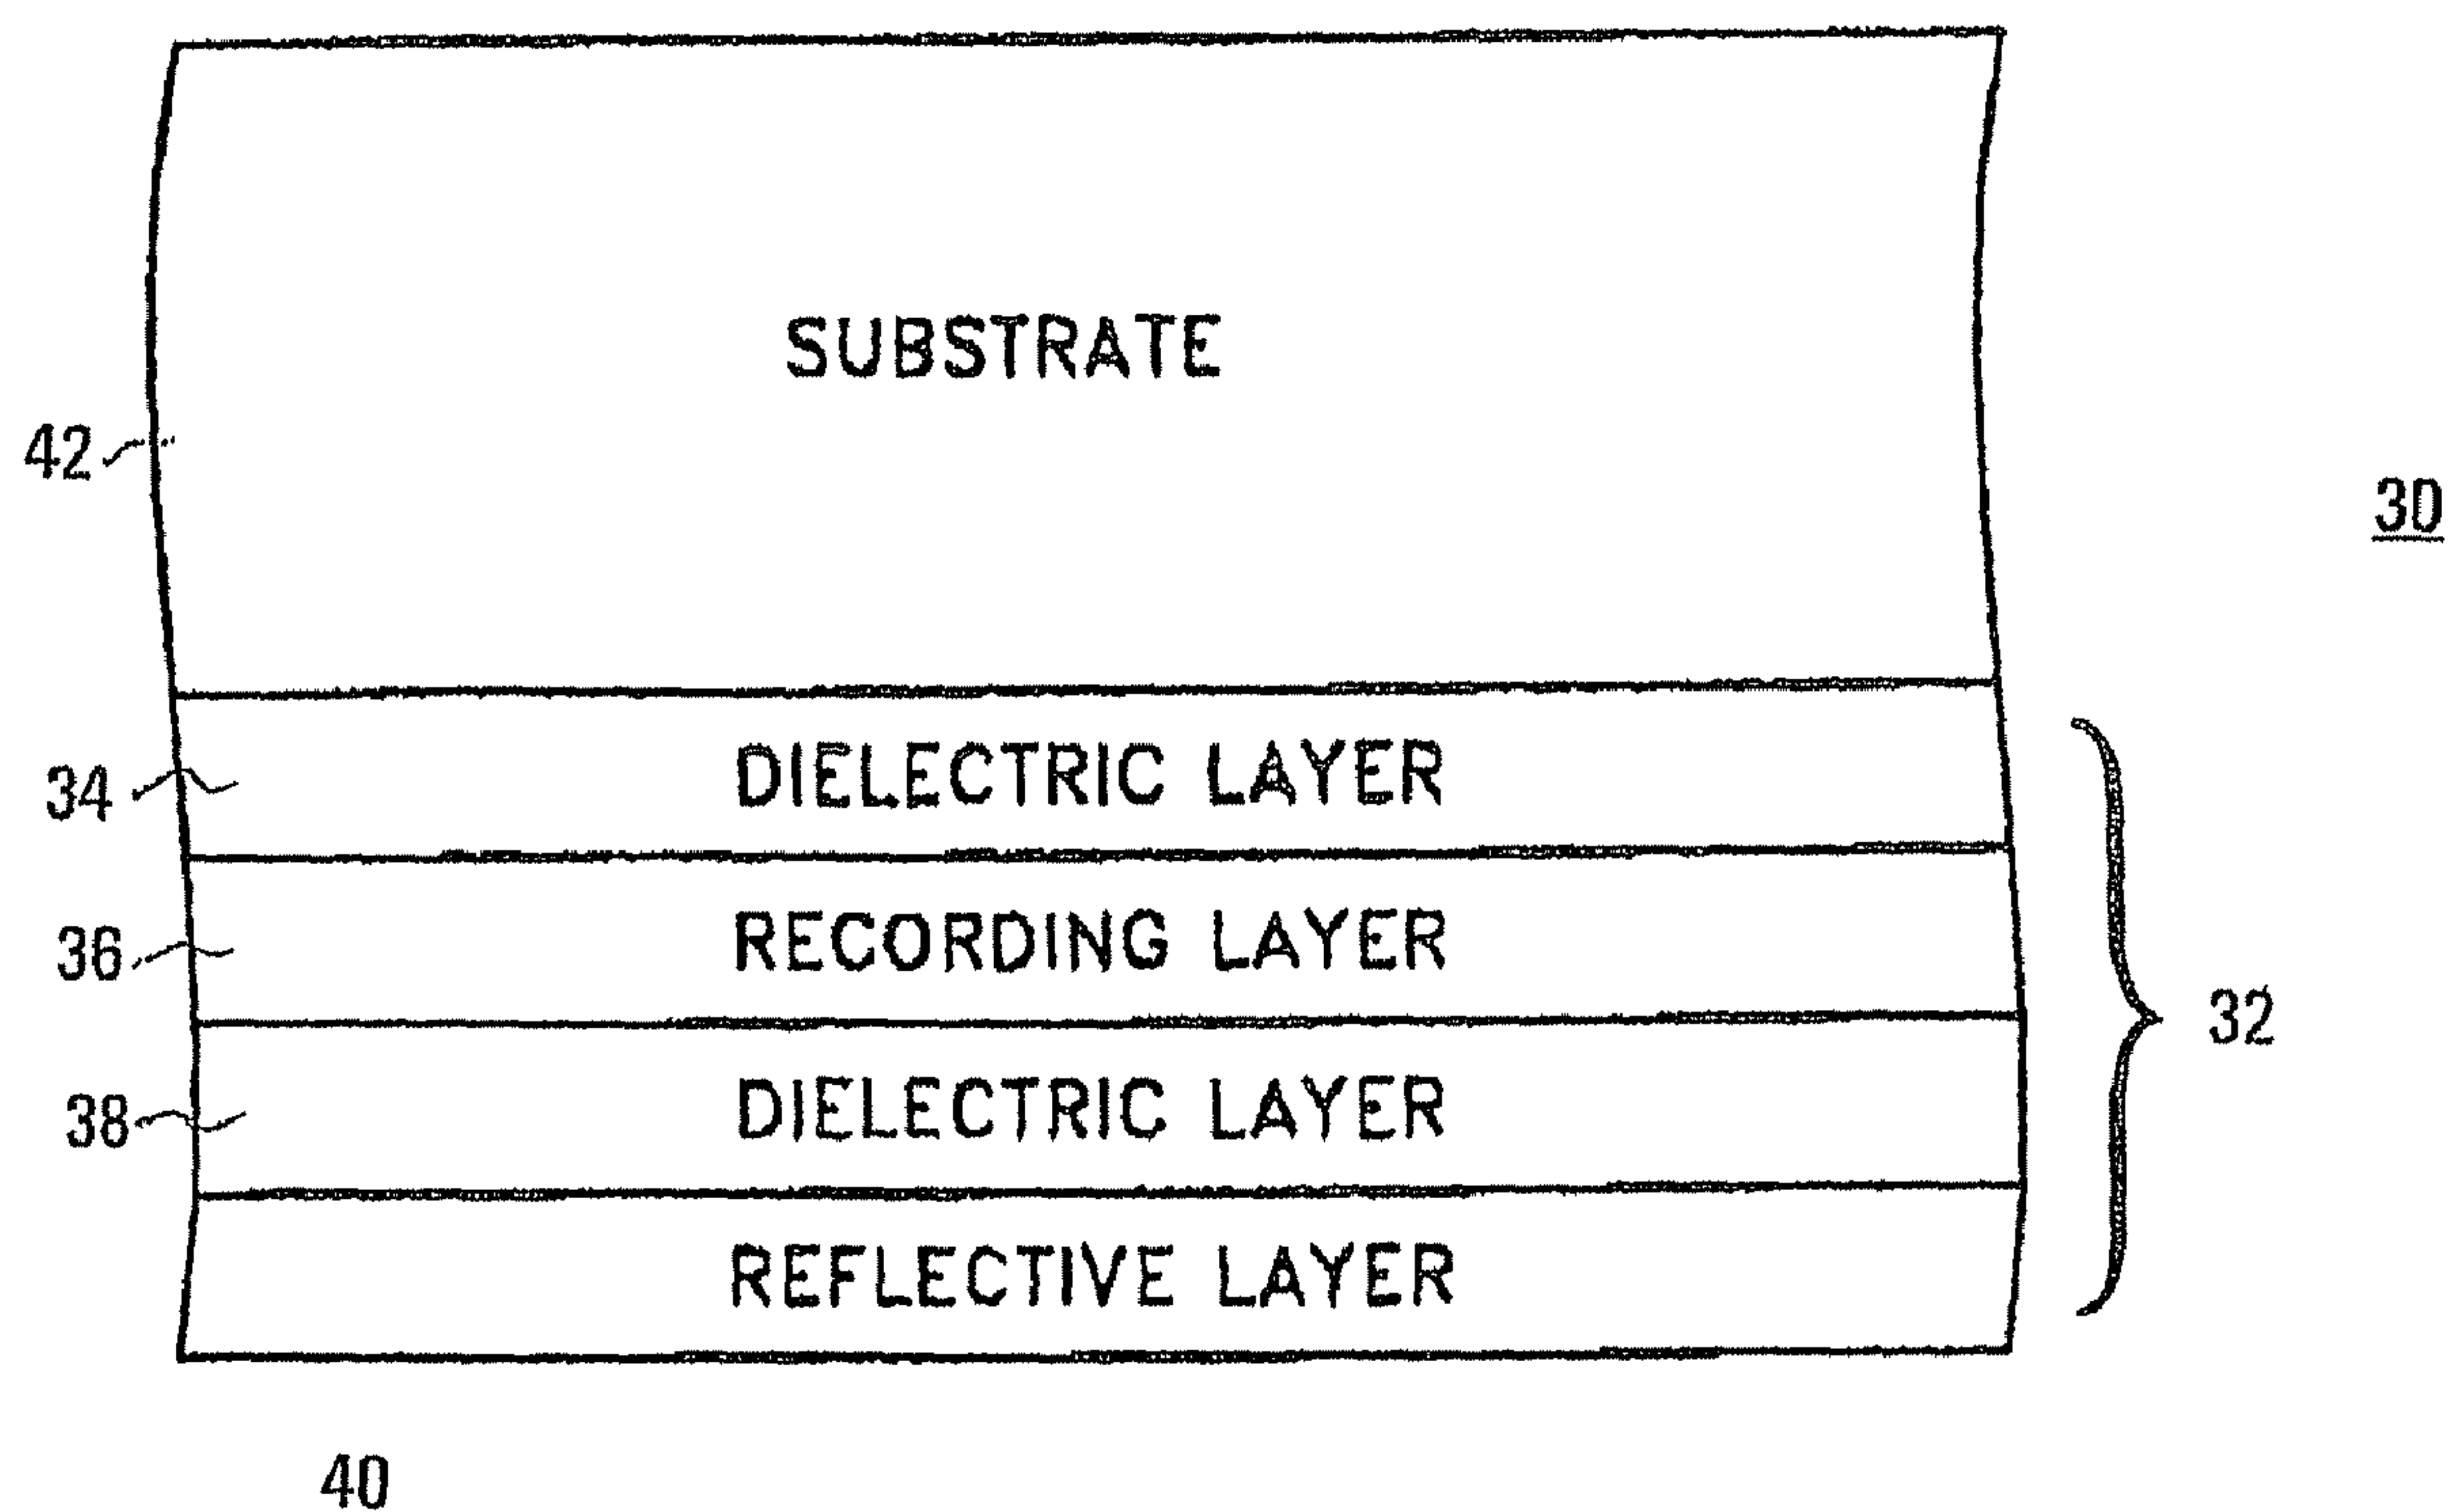 SUBSTRATE
42
30
34 DIELECTRIC LAYER
36 RECORDING LAYER
32
38 DIELECTRIC LAYER
REFLECTIVE LAYER
40